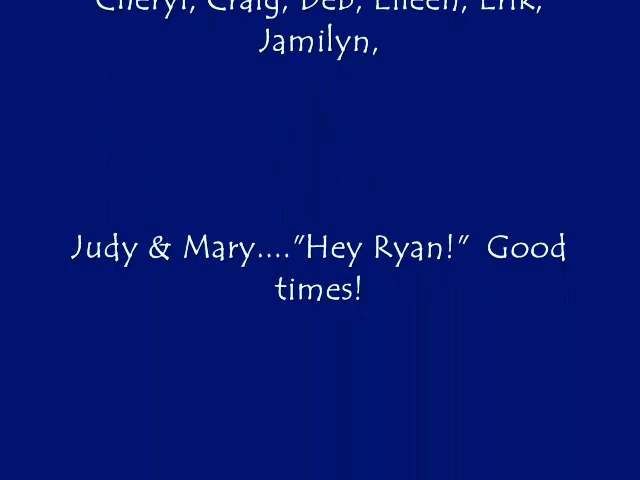 Cheryl, Craig, Deb, Eileen, Erik,
Jamilyn,
Judy & Mary...."Hey Ryan!" Good
times!